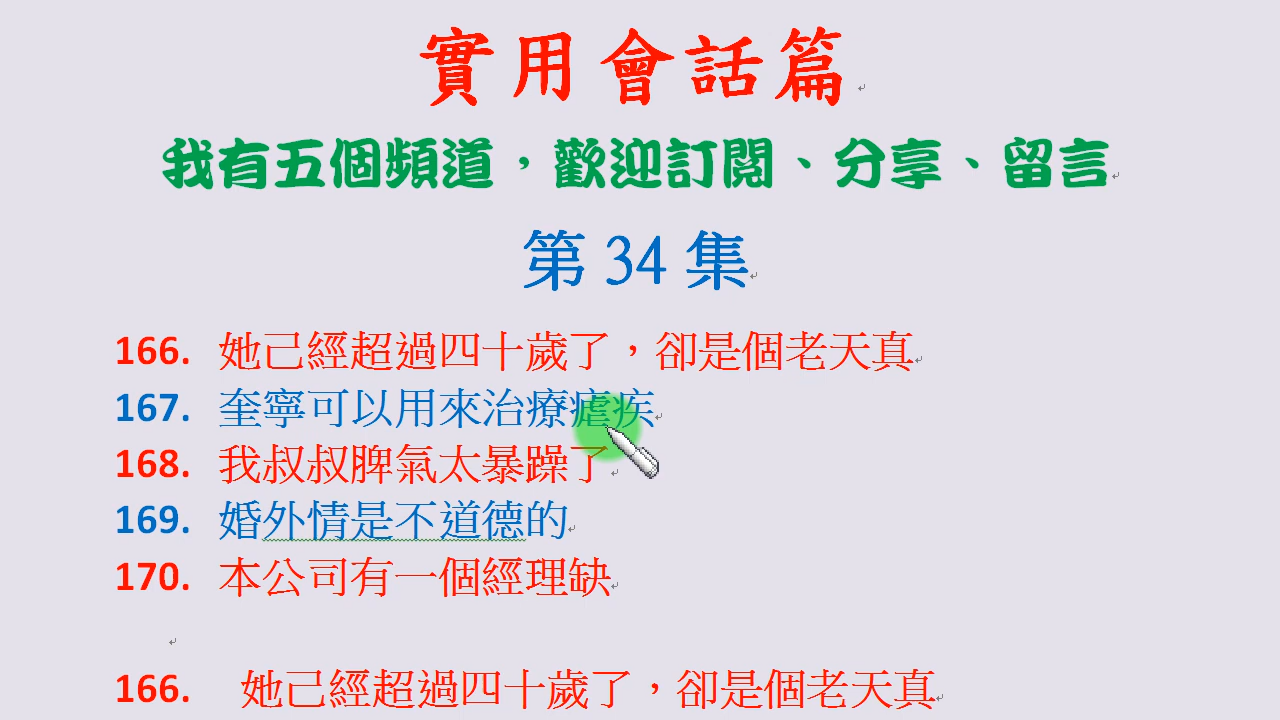 實用會話篇
我有五個頻道，歡迎訂閱、分享、留言
第 34 集
166. 她己經超過四十歲了，卻是個老天真
167. 奎寧可以用來治療瘧疾
168. 我叔叔脾氣太暴躁了
169. 婚外情是不道德的
170. 本公司有一個經理缺
166. 她己經超過四十歲了，卻是個老天真